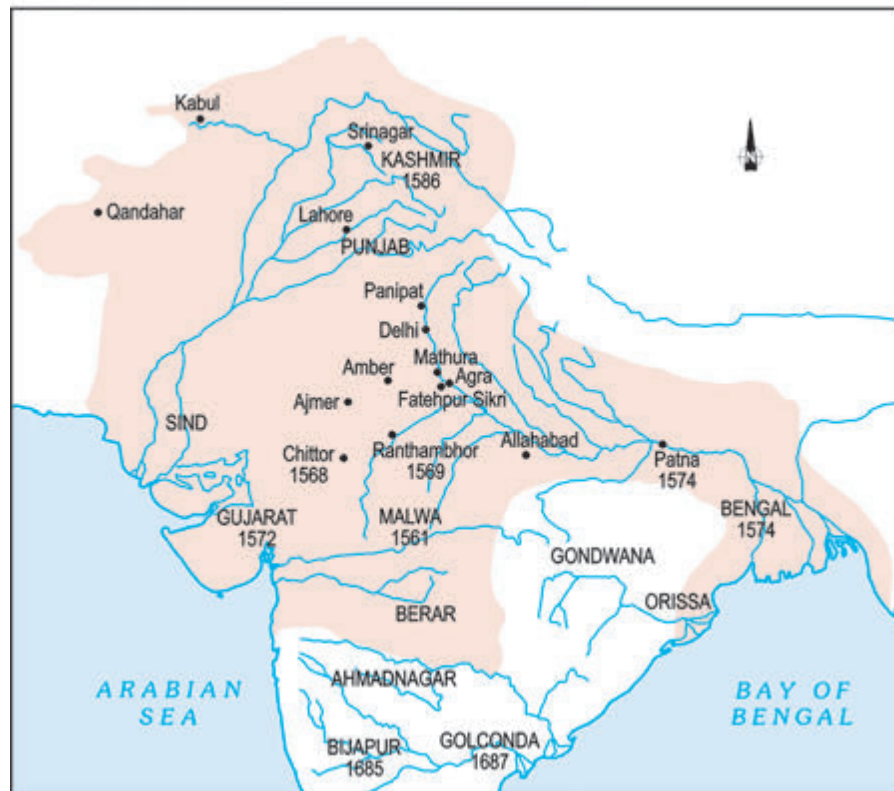 Kabul
Srinagar
KASHMIR
1586
N
Qandahar
Lahore
PUNJAB
Panipat
Delhi
Mathura
Amber
Agra
Ajmer
Fatehpur Sikri
SIND
Chittor
1568
Ranthambhor
1569
Allahabad
Patna
1574
GUJARAT
1572
MALWA
1561
BENGAL
1574
GONDWANA
BERAR
ORISSA
ARABIAN
SEA
AHMADNAGAR
BAY OF
BENGAL
BIJAPUR
1685
GOLCONDA
1687